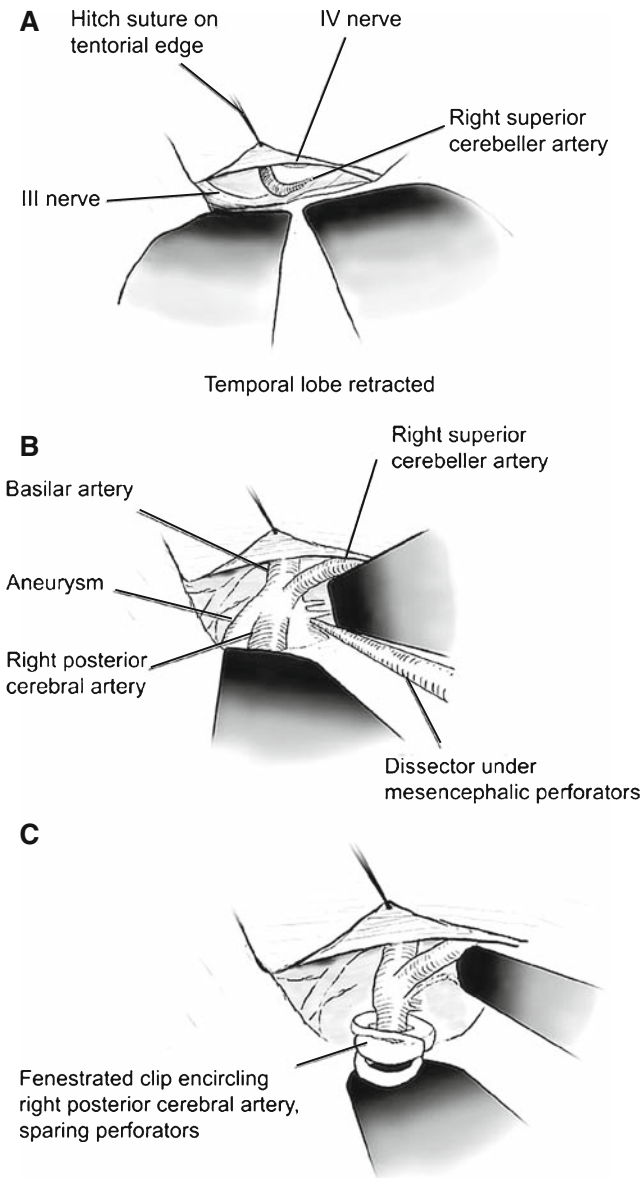 A
Hitch suture on
tentorial edge
IV nerve
Right superior
cerebeller artery
III nerve
Temporal lobe retracted
B
Right superior
cerebeller artery
Basilar artery
Aneurysm
Right posterior
cerebral artery
Dissector under
mesencephalic perforators
C
Fenestrated clip encircling
right posterior cerebral artery,
sparing perforators